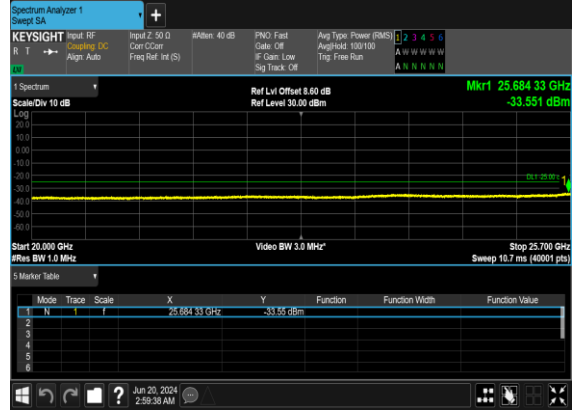 Spectrum Analyzer 1
Swept SA
+
KEYSIGHT
R T
Input: RF
Coupling: DC
Align: Auto
Input Z: 50 Ω
Corr CCorr
Freq Ref: Int (S)
#Atten: 40 dB
PNO: Fast
Gate: Off
IF Gain: Low
Sig Track: Off
Avg Type: Power (RMS)
Avg|Hold: 100/100
Trig: Free Run
1 2 3 4 5 6
A W W W W W
A N N N N N
1 Spectrum
Scale/Div 10 dB
Log
Ref Lvl Offset 8.60 dB
Ref Level 30.00 dBm
Mkr1 25.684 33 GHz
-33.551 dBm
20.0
10.0
0.00
-10.0
-20.0
-30.0
-40.0
-50.0
-60.0
1
Start 20.000 GHz
#Res BW 1.0 MHz
Video BW 3.0 MHz*
Stop 25.700 GHz
Sweep 10.7 ms (40001 pts)
5 Marker Table
Mode Trace Scale X Y Function Function Width Function Value
1 N 1 f 25.684 33 GHz -33.55 dBm
2
3
4
5
6
?
Jun 20, 2024
2:59:38 AM